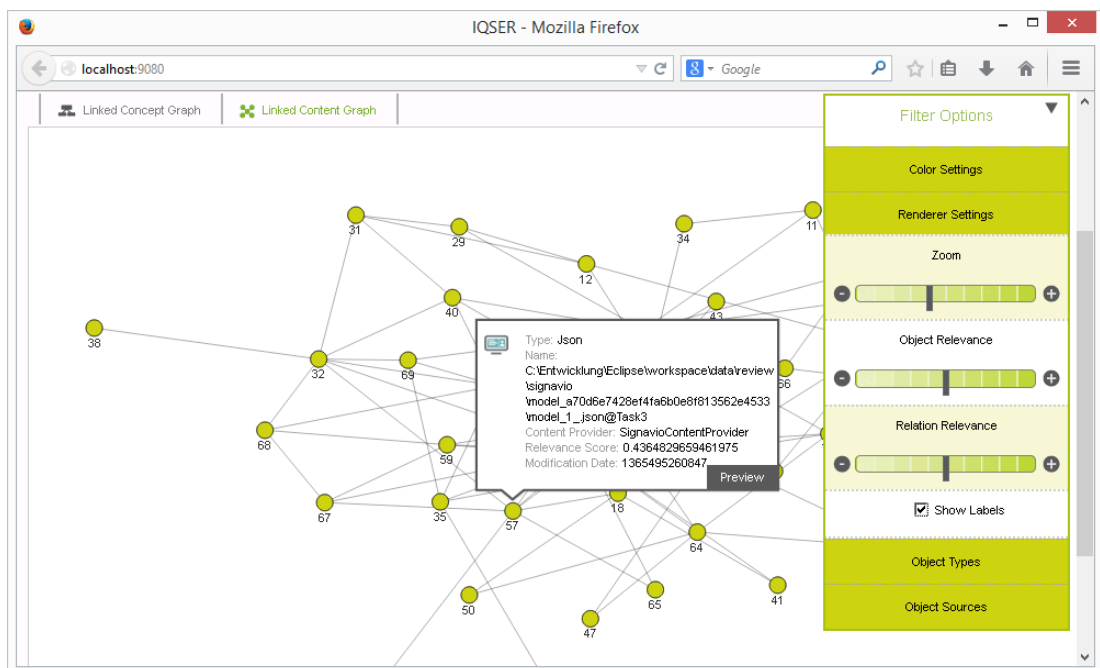 IQSER - Mozilla Firefox
localhost:9080
8 Google
Linked Concept Graph
Linked Content Graph
Filter Options
Color Settings
Renderer Settings
Zoom
Object Relevance
Relation Relevance
Show Labels
Object Types
Object Sources
31
29
34
11
12
38
40
43
32
69
66
Type: Json
Name:
C:\Entwicklung\Eclipse\workspace\data\review
\signavio
\model_a70d6e7428ef4fa6b0e8f813562e4533
\model_1_.json@Task3
Content Provider: SignavioContentProvider
Relevance Score: 0.4364829659461975
Modification Date: 1365495260847
Preview
68
59
67
35
57
18
64
50
65
41
47